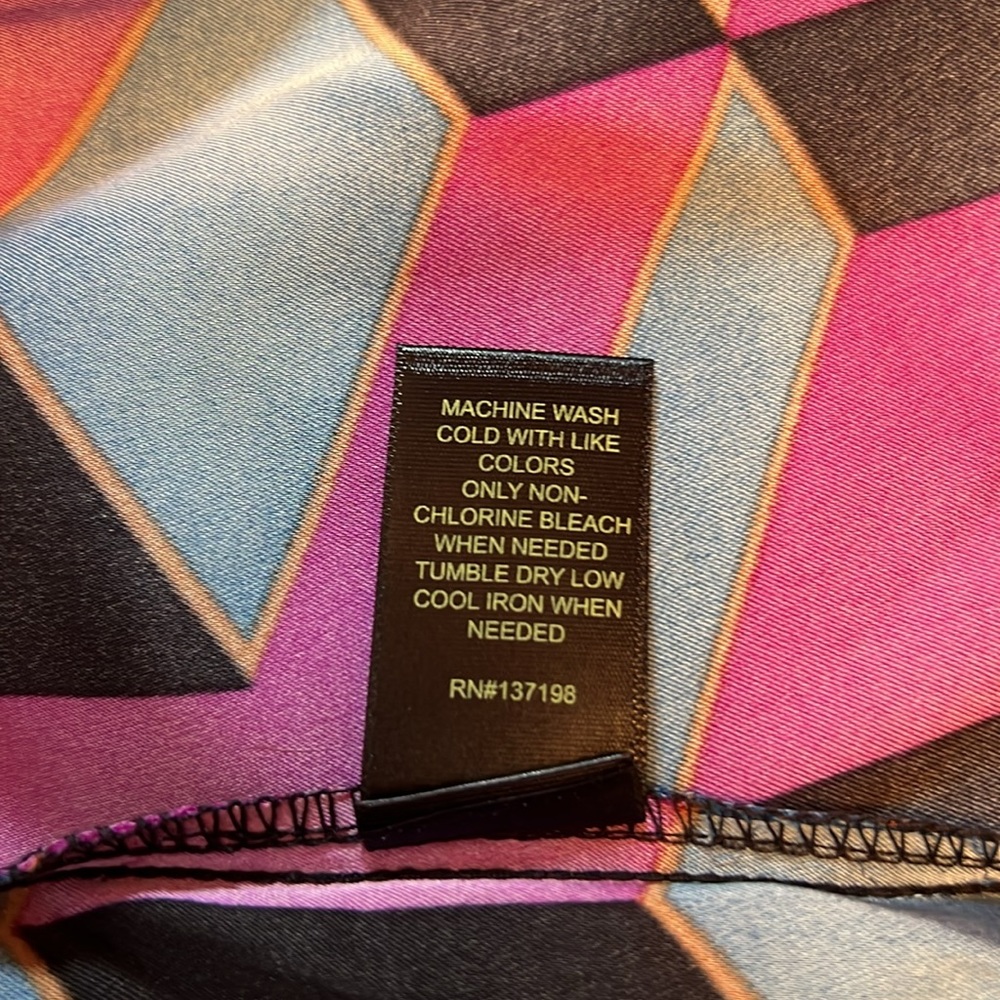 MACHINE WASH
COLD WITH LIKE
COLORS
ONLY NON-
CHLORINE BLEACH
WHEN NEEDED
TUMBLE DRY LOW
COOL IRON WHEN
NEEDED
RN#137198